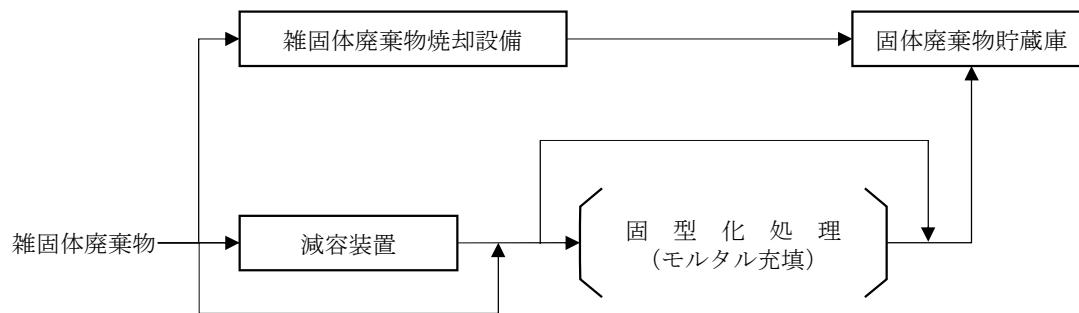 雑固体廃棄物焼却設備
固体廃棄物貯蔵庫
雑固体廃棄物
減容装置
固型化処理
（モルタル充填）